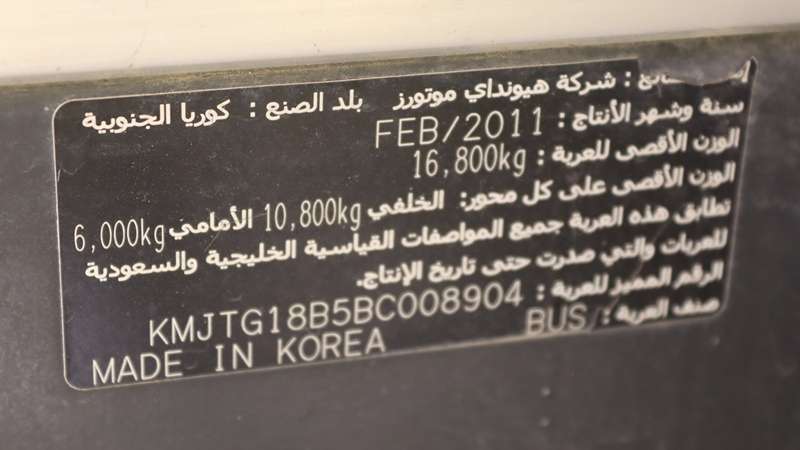 : شركة هيونداي موتورز بلد الصنع : كوريا الجنوبية
سنة وشهر الأنتاج : FEB/2011
الوزن الأقصى للعربة : 16,800kg
الوزن الأقصى على كل محور: الخلفي 10,800kg الأمامي 6,000kg
تطابق هذه العربة جميع المواصفات القياسية الخليجية والسعودية
للعربات والتي صدرت حتى تاريخ الإنتاج.
الرقم المميز للعربة : KMJTG18B5BC008904
صنف العربة : BUS
MADE IN KOREA